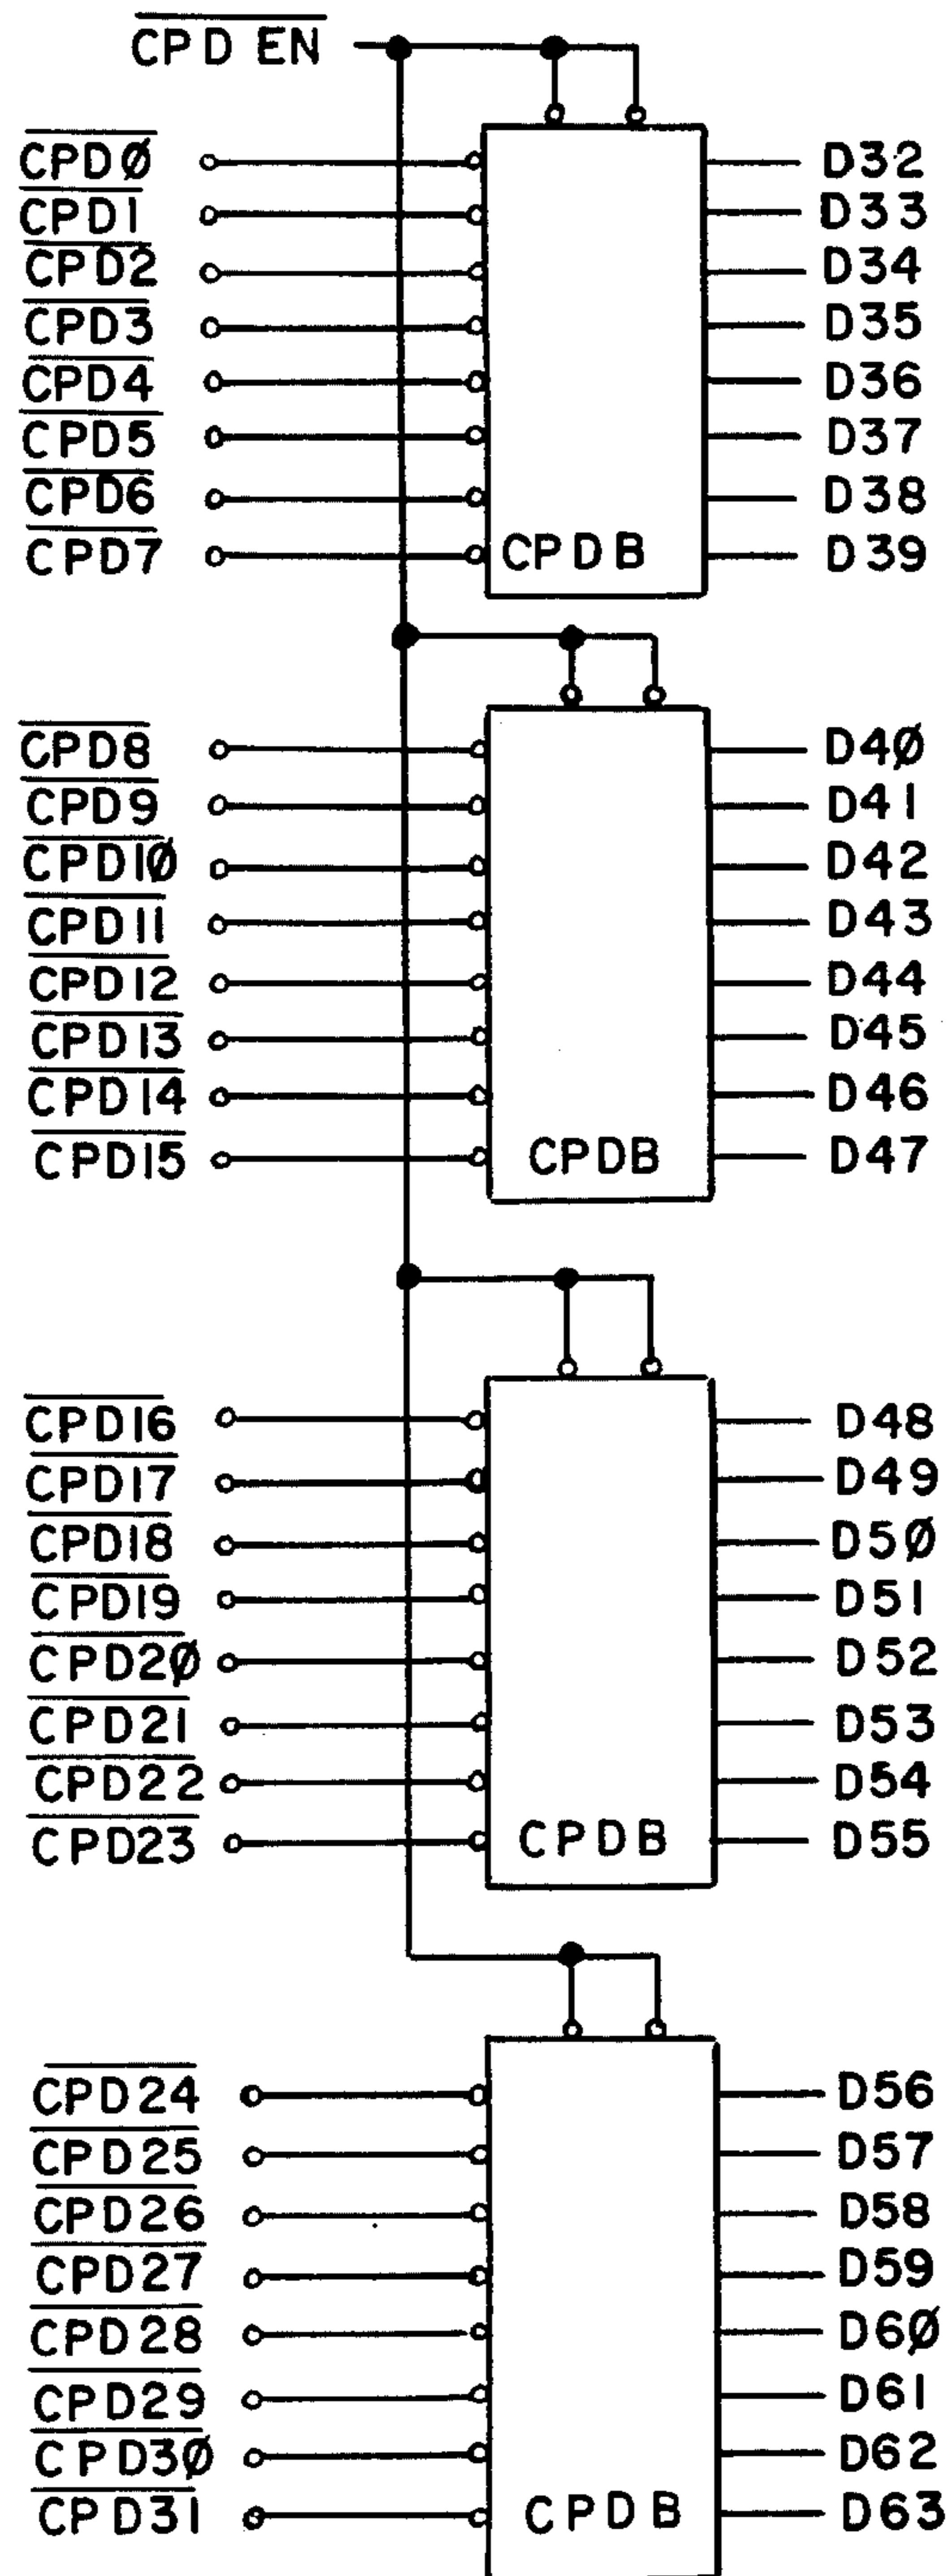 CPD EN
CPDØ D32
CPD1 D33
CPD2 D34
CPD3 D35
CPD4 D36
CPD5 D37
CPD6 D38
CPD7 CPDB D39
CPD8 D4Ø
CPD9 D41
CPD1Ø D42
CPD11 D43
CPD12 D44
CPD13 D45
CPD14 D46
CPD15 CPDB D47
CPD16 D48
CPD17 D49
CPD18 D5Ø
CPD19 D51
CPD2Ø D52
CPD21 D53
CPD22 D54
CPD23 CPDB D55
CPD24 D56
CPD25 D57
CPD26 D58
CPD27 D59
CPD28 D6Ø
CPD29 D61
CPD3Ø D62
CPD31 CPDB D63